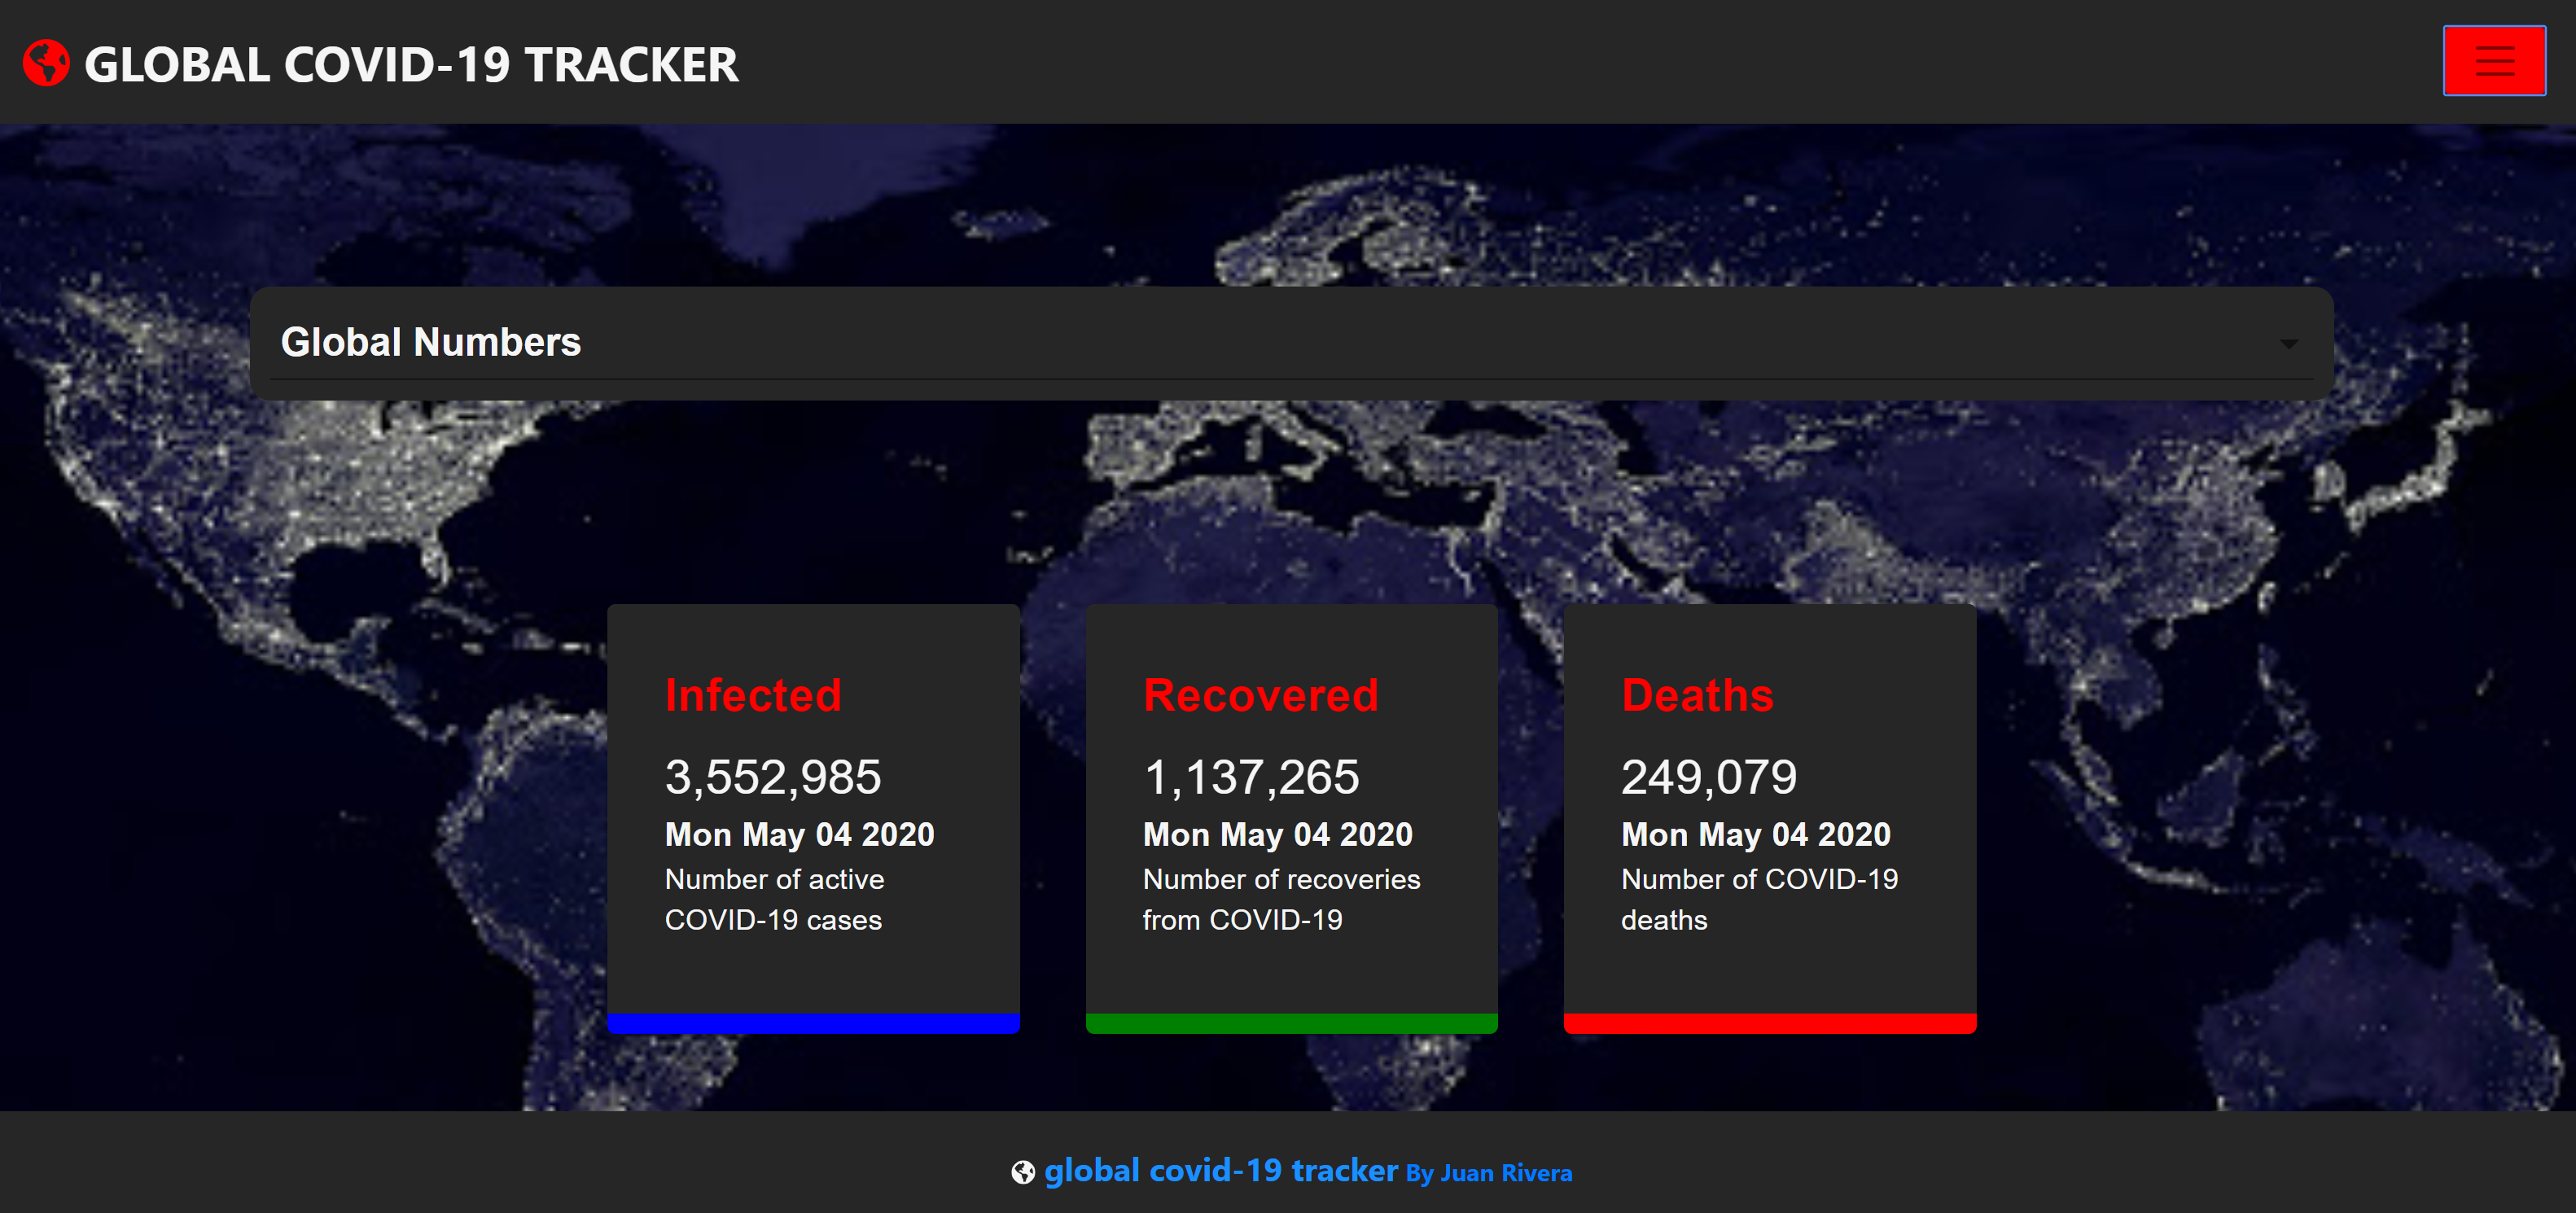 GLOBAL COVID-19 TRACKER
Global Numbers
Infected
3,552,985
Mon May 04 2020
Number of active
COVID-19 cases
Recovered
1,137,265
Mon May 04 2020
Number of recoveries
from COVID-19
Deaths
249,079
Mon May 04 2020
Number of COVID-19
deaths
global covid-19 tracker By Juan Rivera